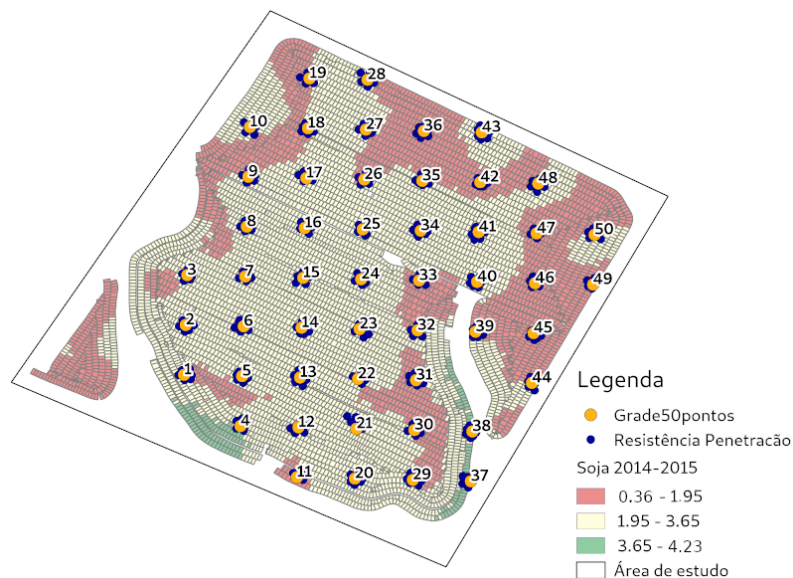 19 28
10 18 27 36 43
9 17 26 35 42 48
8 16 25 34 41 47 50
3 7 15 24 33 40 46 49
2 6 14 23 32 39 45
1 5 13 22 31 44
4 12 21 30 38
11 20 29 37
Legenda
Grade50pontos
Resistência Penetracão
Soja 2014-2015
0.36 - 1.95
1.95 - 3.65
3.65 - 4.23
Área de estudo